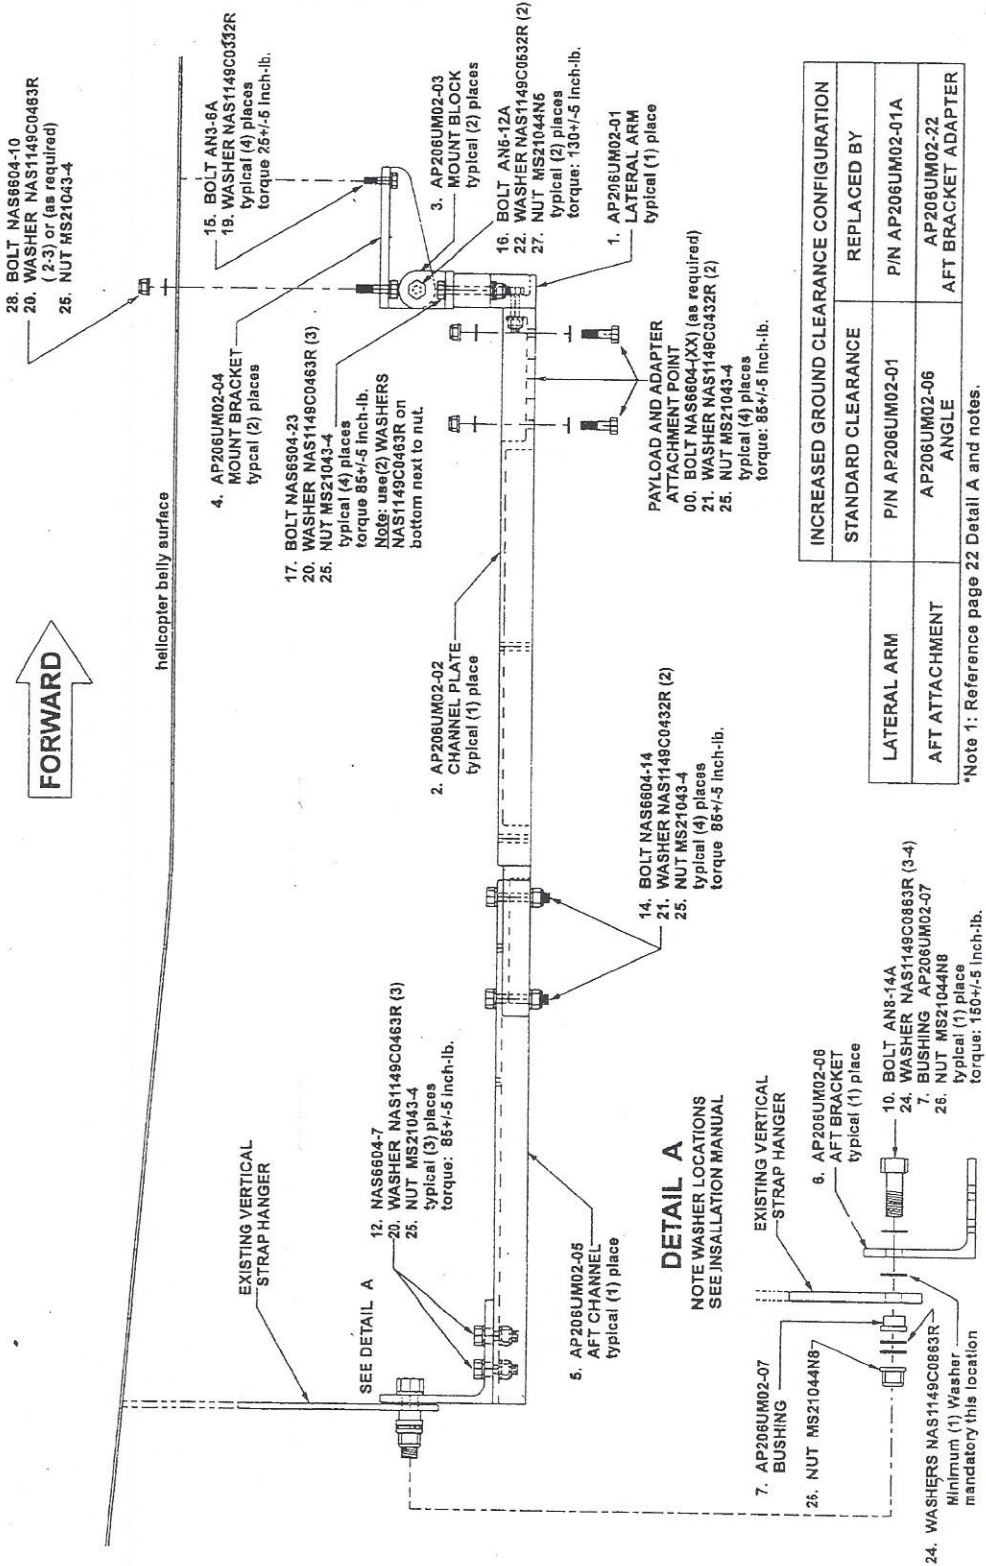 FORWARD
helicopter belly surface
28. BOLT NAS6604-10
20. WASHER NAS1149C0463R
( 2-3) or (as required)
25. NUT MS21043-4
15. BOLT AN3-6A
19. WASHER NAS1149C0332R
typical (4) places
torque 25+/-5 inch-lb.
4. AP206UM02-04
MOUNT BRACKET
typcal (2) places
3. AP206UM02-03
MOUNT BLOCK
typical (2) places
17. BOLT NAS6604-23
20. WASHER NAS1149C0463R (3)
25. NUT MS21043-4
typical (4) places
torque 85+/-5 inch-lb.
Note: use(2) WASHERS
NAS1149C0463R on
bottom next to nut.
16. BOLT AN5-12A
22. WASHER NAS1149C0532R (2)
27. NUT MS21044N5
typical (2) places
torque: 130+/-5 inch-lb.
1. AP206UM02-01
LATERAL ARM
typical (1) place
2. AP206UM02-02
CHANNEL PLATE
typical (1) place
PAYLOAD AND ADAPTER
ATTACHMENT POINT
00. BOLT NAS6604-(XX) (as required)
21. WASHER NAS1149C0432R (2)
25. NUT MS21043-4
typical (4) places
torque: 85+/-5 inch-lb.
14. BOLT NAS6604-14
21. WASHER NAS1149C0432R (2)
25. NUT MS21043-4
typical (4) places
torque 85+/-5 inch-lb.
EXISTING VERTICAL
STRAP HANGER
SEE DETAIL A
12. NAS6604-7
20. WASHER NAS1149C0463R (3)
25. NUT MS21043-4
typical (3) places
torque: 85+/-5 inch-lb.
5. AP206UM02-05
AFT CHANNEL
typical (1) place
DETAIL A
NOTE WASHER LOCATIONS
SEE INSALLATION MANUAL
EXISTING VERTICAL
STRAP HANGER
6. AP206UM02-06
AFT BRACKET
typical (1) place
7. AP206UM02-07
BUSHING
26. NUT MS21044N8
10. BOLT AN8-14A
24. WASHER NAS1149C0863R (3-4)
7. BUSHING AP206UM02-07
26. NUT MS21044N8
typical (1) place
torque: 150+/-5 inch-lb.
24. WASHERS NAS1149C0863R
Minimum (1) Washer
mandatory this location
INCREASED GROUND CLEARANCE CONFIGURATION
STANDARD CLEARANCE
REPLACED BY
LATERAL ARM
P/N AP206UM02-01
P/N AP206UM02-01A
AFT ATTACHMENT
AP206UM02-06
ANGLE
AP206UM02-22
AFT BRACKET ADAPTER
*Note 1: Reference page 22 Detail A and notes.